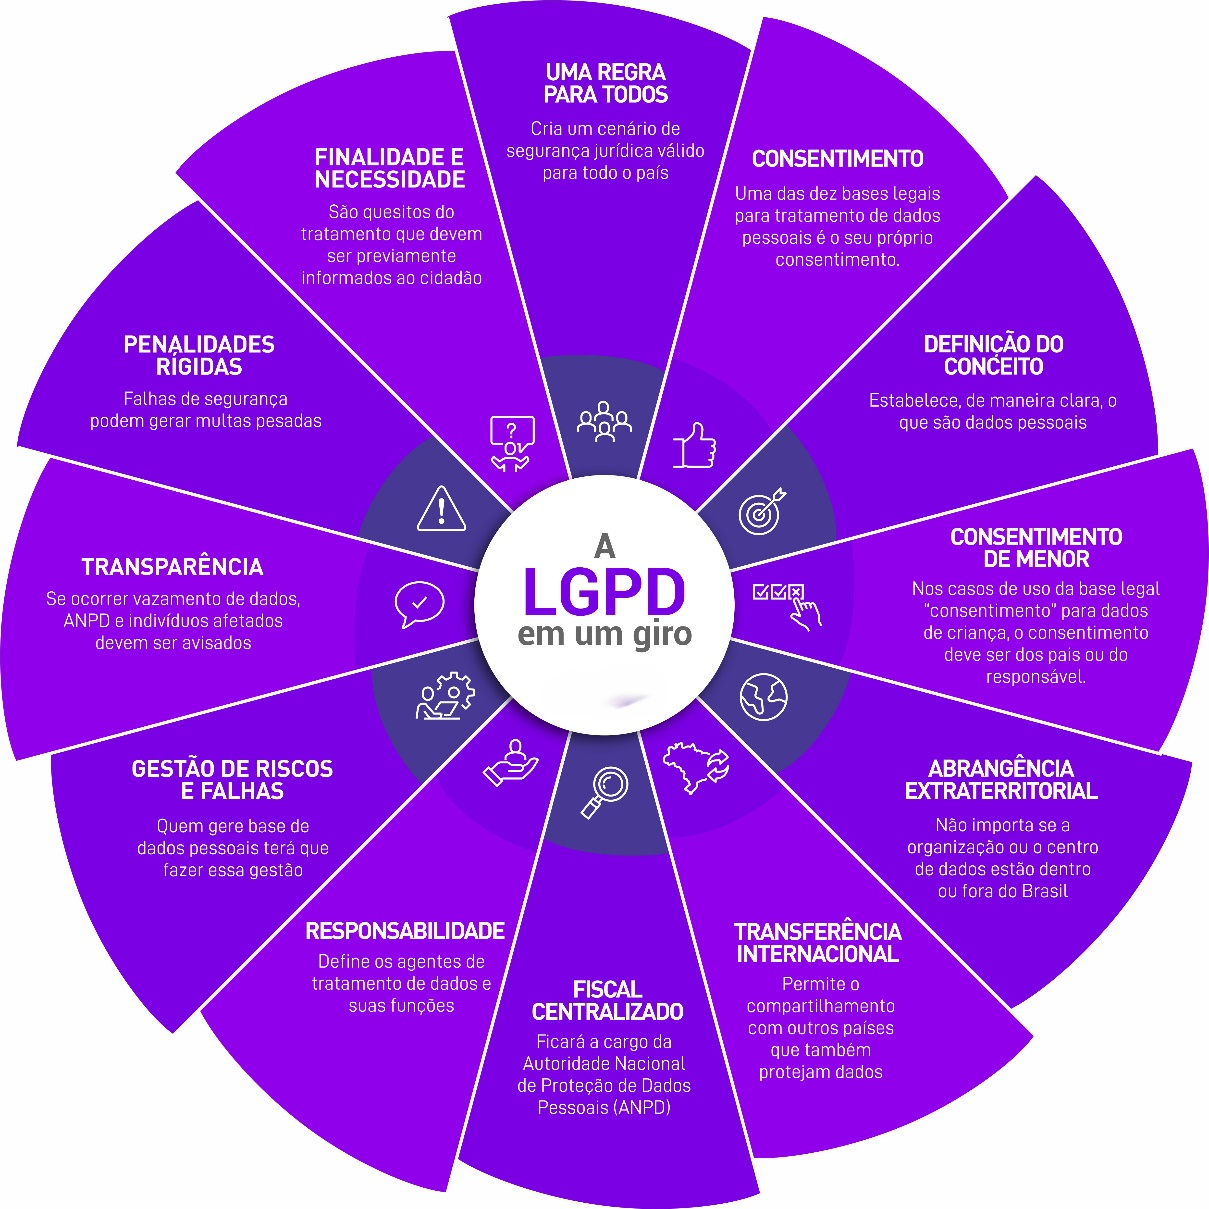 A
LGPD
em um giro
UMA REGRA
PARA TODOS
Cria um cenário de
segurança jurídica válido
para todo o país
CONSENTIMENTO
Uma das dez bases legais
para tratamento de dados
pessoais é o seu próprio
consentimento.
DEFINIÇÃO DO
CONCEITO
Estabelece, de maneira clara, o
que são dados pessoais
CONSENTIMENTO
DE MENOR
Nos casos de uso da base legal
"consentimento" para dados
de criança, o consentimento
deve ser dos pais ou do
responsável.
ABRANGÊNCIA
EXTRATERRITORIAL
Não importa se a
organização ou o centro
de dados estão dentro
ou fora do Brasil
TRANSFERÊNCIA
INTERNACIONAL
Permite o
compartilhamento
com outros países
que também
protejam dados
FISCAL
CENTRALIZADO
Ficará a cargo da
Autoridade Nacional
de Proteção de Dados
Pessoais (ANPD)
RESPONSABILIDADE
Define os agentes de
tratamento de dados e
suas funções
GESTÃO DE RISCOS
E FALHAS
Quem gere base de
dados pessoais terá que
fazer essa gestão
TRANSPARÊNCIA
Se ocorrer vazamento de dados,
ANPD e indivíduos afetados
devem ser avisados
PENALIDADES
RÍGIDAS
Falhas de segurança
podem gerar multas pesadas
FINALIDADE E
NECESSIDADE
São quesitos do
tratamento que devem
ser previamente
informados ao cidadão
?
!